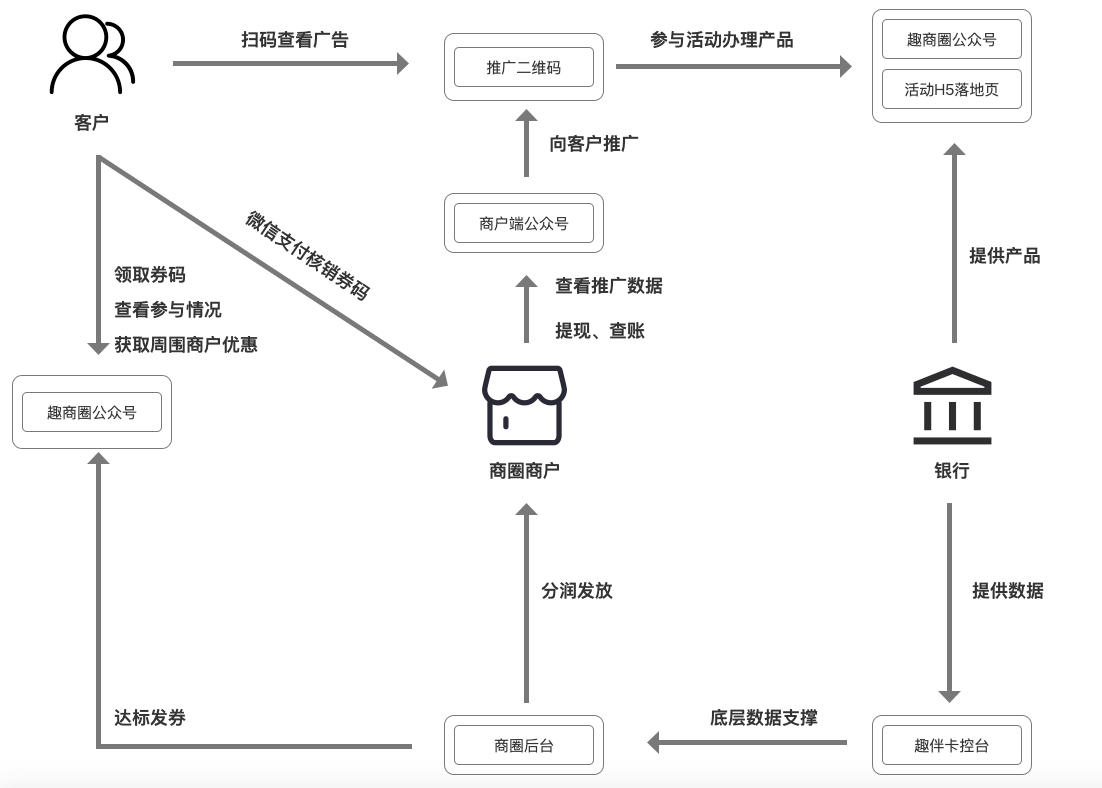 扫码查看广告
推广二维码
参与活动办理产品
趣商圈公众号
活动H5落地页
客户
向客户推广
商户端公众号
微信支付核销券码
提供产品
领取券码
查看参与情况
获取周围商户优惠
查看推广数据
提现、查账
趣商圈公众号
商圈商户
银行
分润发放
提供数据
达标发券
底层数据支撑
商圈后台
趣伴卡控台